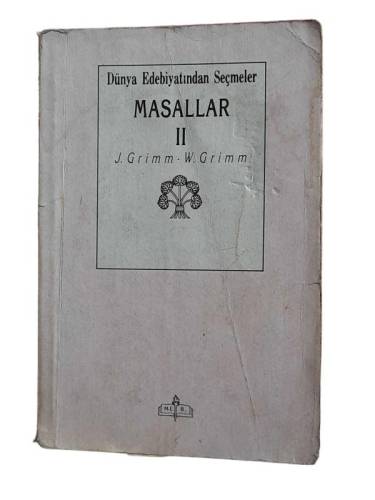 Dünya Edebiyatından Seçmeler
MASALLAR
II
J. Grimm - W. Grimm
M. E. B.